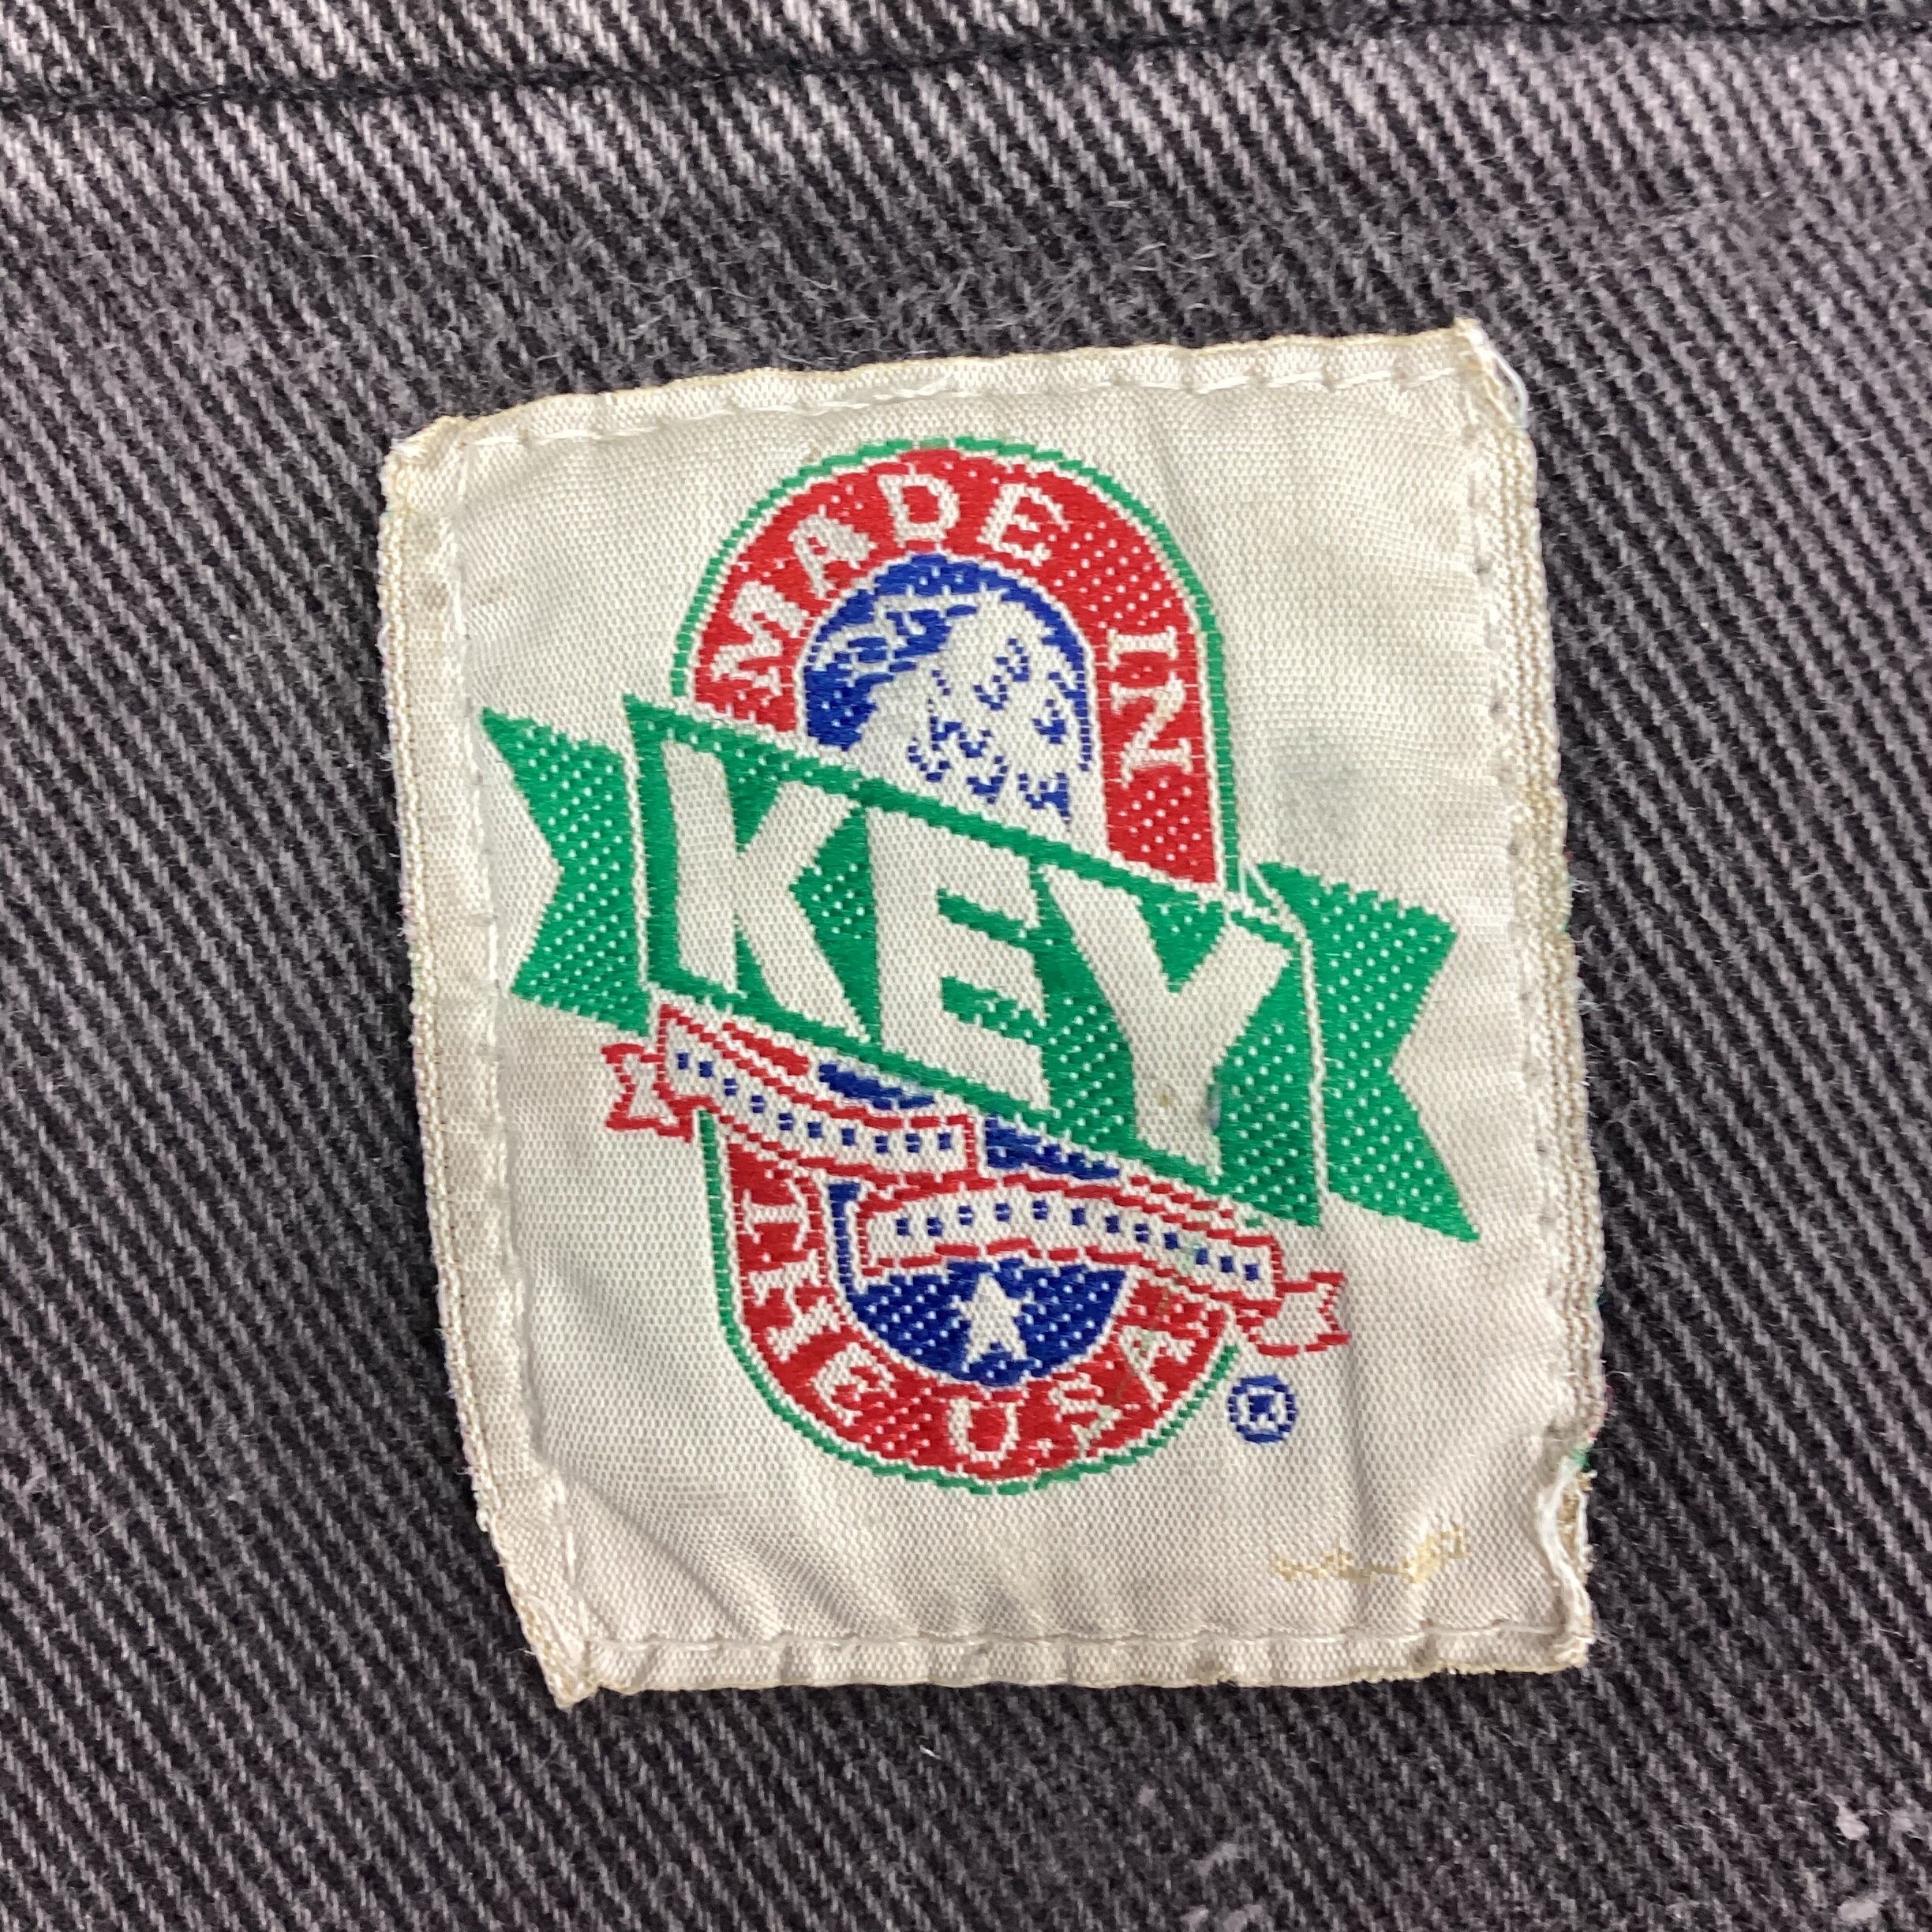 MADE IN
KEY
THE U.S.A.
®